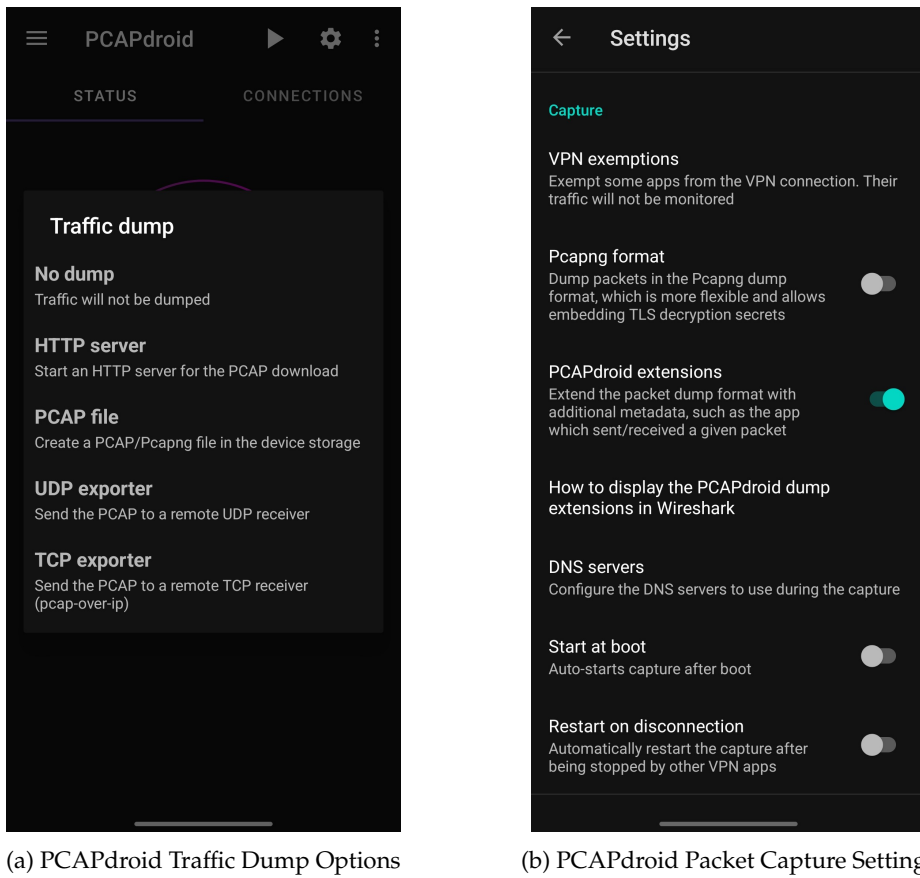 PCAPdroid
STATUS
CONNECTIONS
Traffic dump
No dump
Traffic will not be dumped
HTTP server
Start an HTTP server for the PCAP download
PCAP file
Create a PCAP/Pcapng file in the device storage
UDP exporter
Send the PCAP to a remote UDP receiver
TCP exporter
Send the PCAP to a remote TCP receiver
(pcap-over-ip)
(a) PCAPdroid Traffic Dump Options
Settings
Capture
VPN exemptions
Exempt some apps from the VPN connection. Their
traffic will not be monitored
Pcapng format
Dump packets in the Pcapng dump
format, which is more flexible and allows
embedding TLS decryption secrets
PCAPdroid extensions
Extend the packet dump format with
additional metadata, such as the app
which sent/received a given packet
How to display the PCAPdroid dump
extensions in Wireshark
DNS servers
Configure the DNS servers to use during the capture
Start at boot
Auto-starts capture after boot
Restart on disconnection
Automatically restart the capture after
being stopped by other VPN apps
(b) PCAPdroid Packet Capture Setting